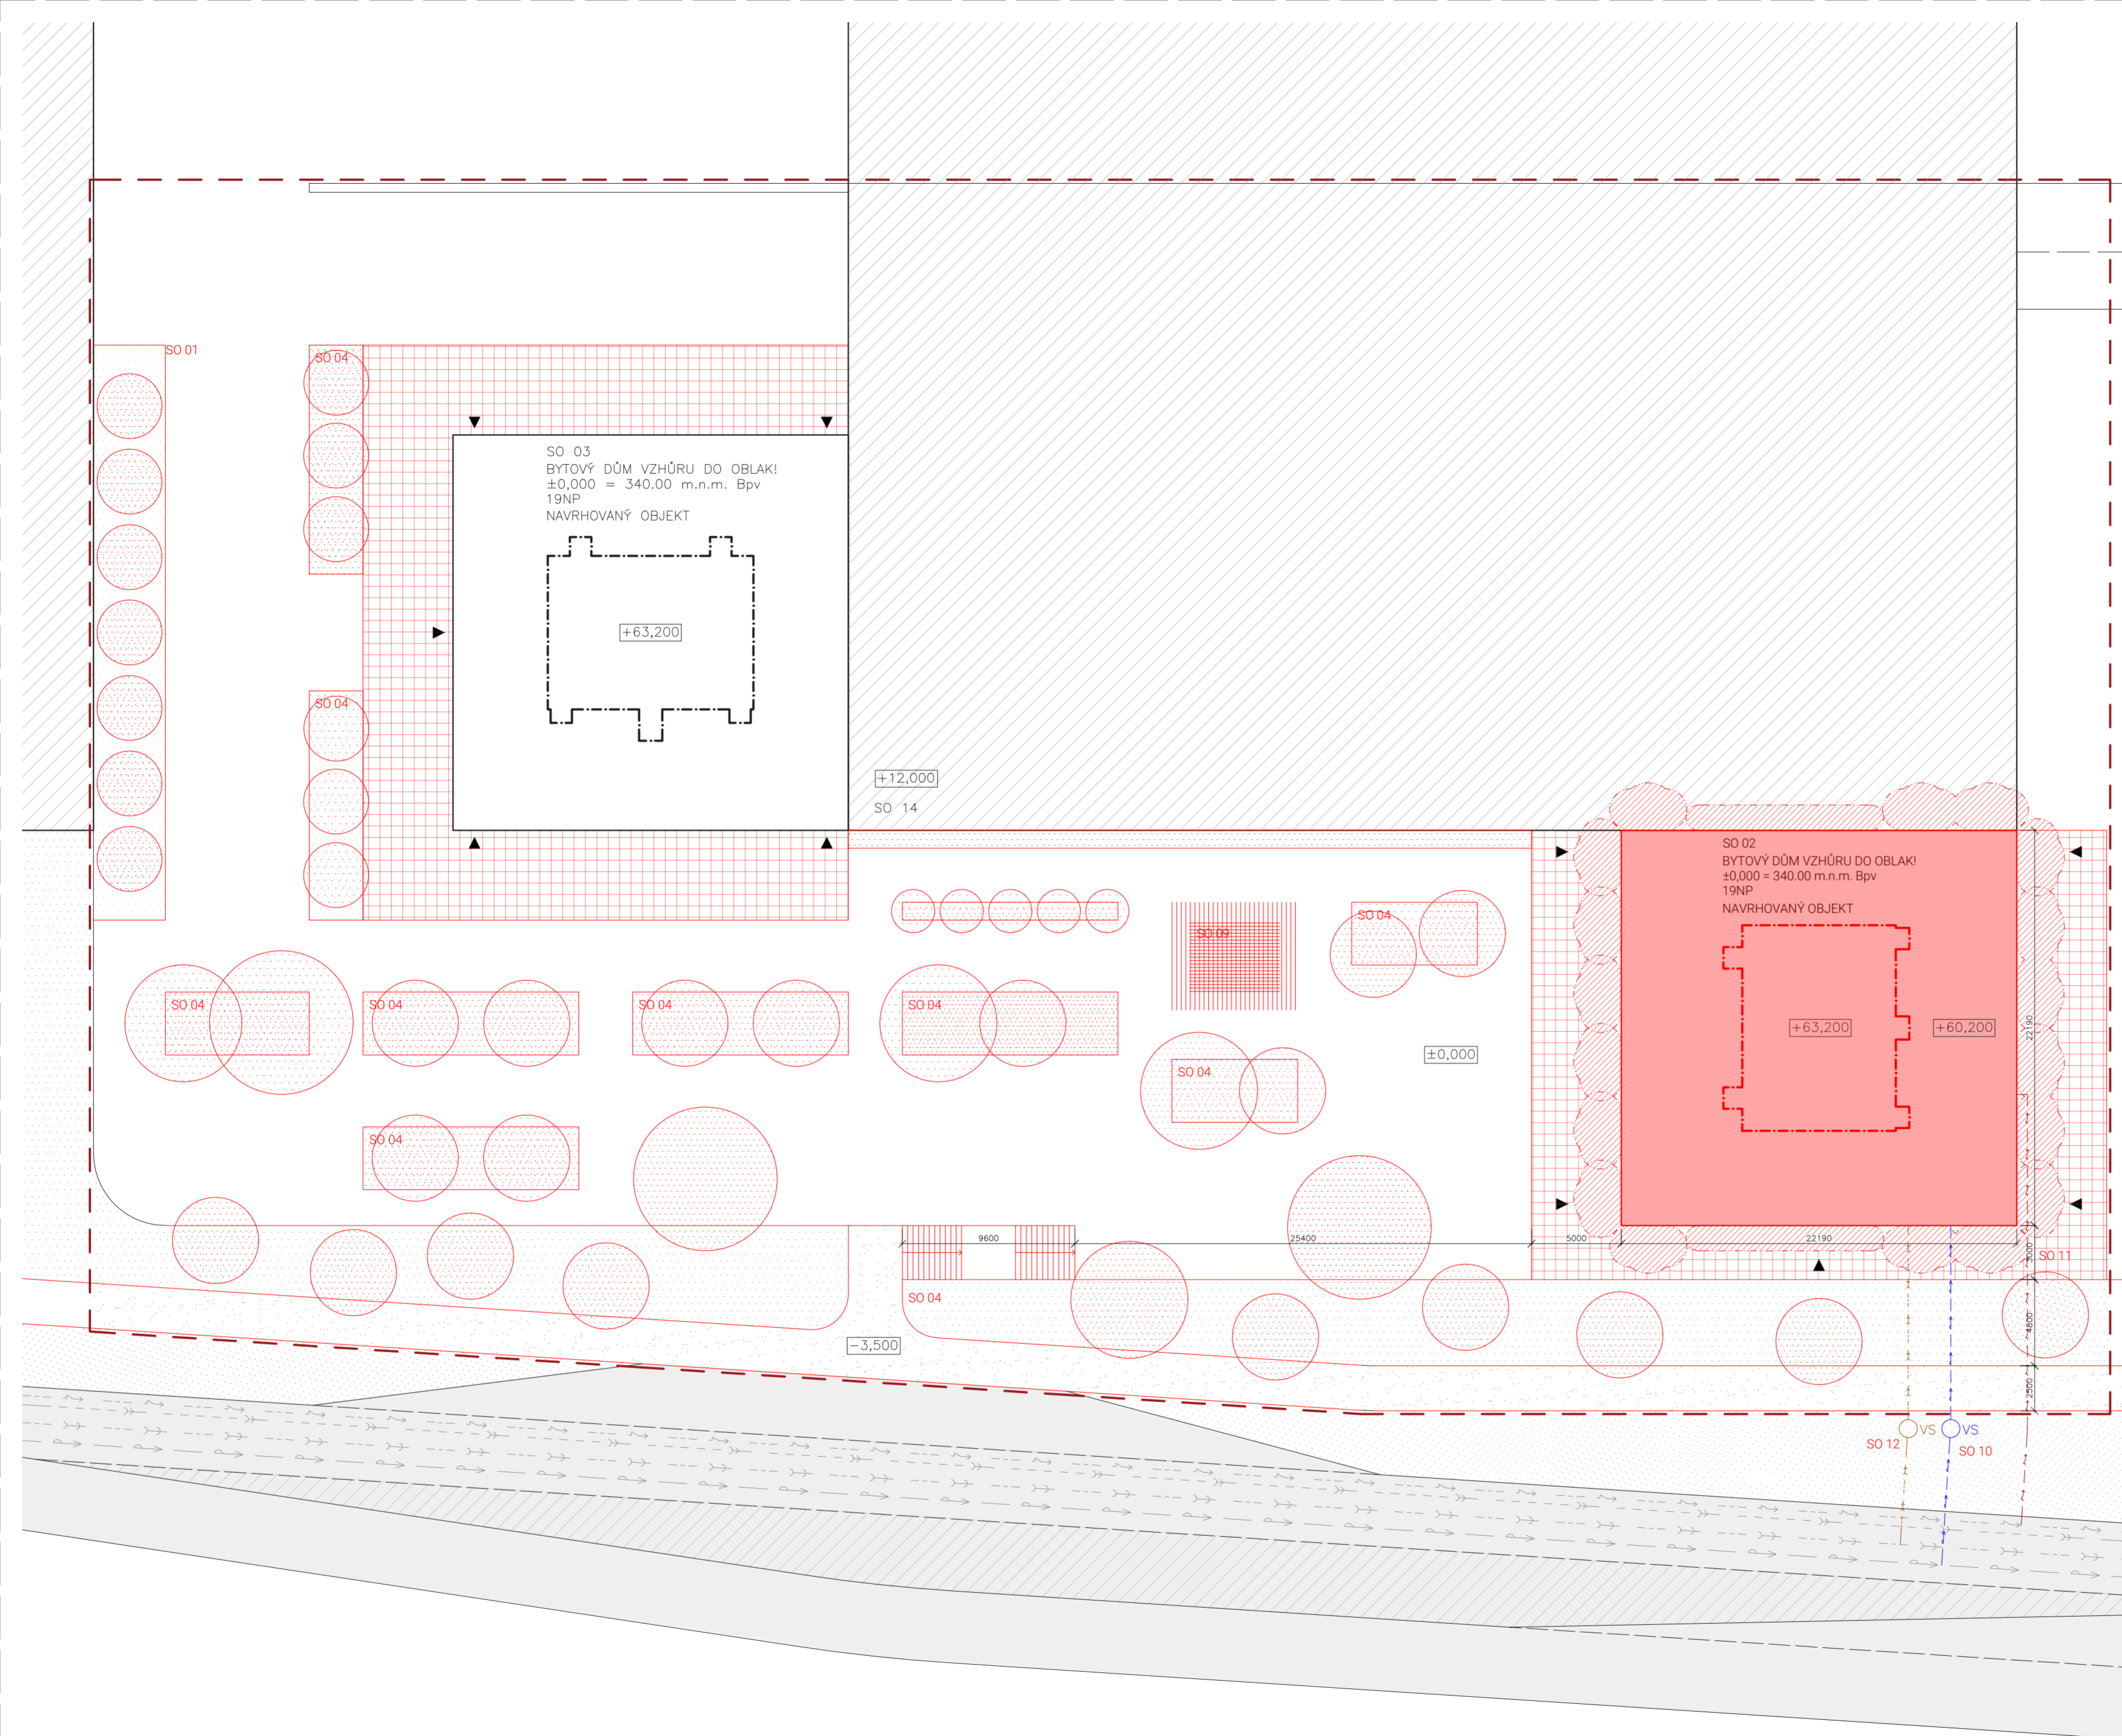 SO 01
SO 04
SO 03
BYTOVÝ DŮM VZHŮRU DO OBLAK!
±0,000 = 340.00 m.n.m. Bpv
19NP
NAVRHOVANÝ OBJEKT
+63,200
SO 04
+12,000
SO 14
SO 02
BYTOVÝ DŮM VZHŮRU DO OBLAK!
±0,000 = 340.00 m.n.m. Bpv
19NP
NAVRHOVANÝ OBJEKT
SO 04
SO 09
SO 04
SO 04
SO 04
SO 04
+63,200
+60,200
22190
±0,000
SO 04
SO 04
9600
25400
5000
22190
3000
SO 11
SO 04
4800
-3,500
2500
VS
VS
SO 12
SO 10